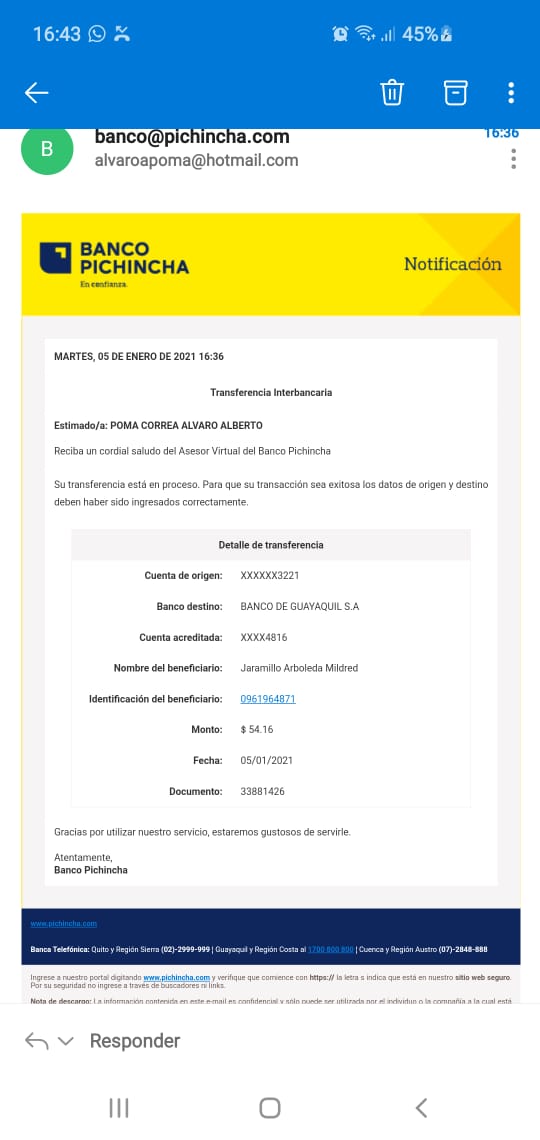 16:43
45%
B
banco@pichincha.com
16:36
alvaroapoma@hotmail.com
BANCO
PICHINCHA
En confianza.
Notificación
MARTES, 05 DE ENERO DE 2021 16:36
Transferencia Interbancaria
Estimado/a: POMA CORREA ALVARO ALBERTO
Reciba un cordial saludo del Asesor Virtual del Banco Pichincha
Su transferencia está en proceso. Para que su transacción sea exitosa los datos de origen y destino
deben haber sido ingresados correctamente.
Detalle de transferencia
Cuenta de origen: XXXXXX3221
Banco destino: BANCO DE GUAYAQUIL S.A
Cuenta acreditada: XXXX4816
Nombre del beneficiario: Jaramillo Arboleda Mildred
Identificación del beneficiario: 0961964871
Monto: $ 54.16
Fecha: 05/01/2021
Documento: 33881426
Gracias por utilizar nuestro servicio, estaremos gustosos de servirle.
Atentamente,
Banco Pichincha
www.pichincha.com
Banca Telefónica: Quito y Región Sierra (02)-2999-999 | Guayaquil y Región Costa al 1700 800 800 | Cuenca y Región Austro (07)-2848-888
Ingrese a nuestro portal digitando www.pichincha.com y verifique que comience con https:// la letra s indica que está en nuestro sitio web seguro.
Por su seguridad no ingrese a través de buscadores ni links.
Nota de descargo: La información contenida en este e-mail es confidencial y sólo puede ser utilizada por el individuo o la compañía a la cual está
Responder